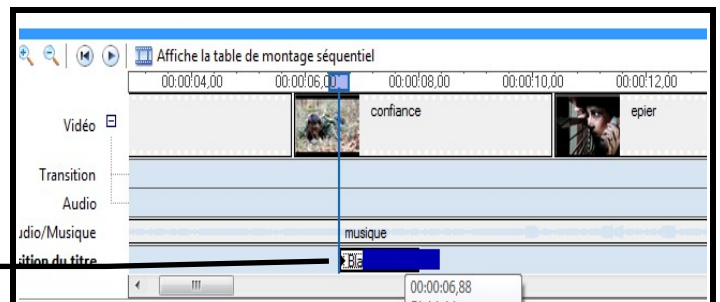 Affiche la table de montage séquentiel
00:00:04,00 00:00:06,0 00:00:08,00 00:00:10,00 00:00:12,00
Vidéo confiance epier
Transition
Audio
udio/Musique musique
sition du titre Bla
00:00:06,88